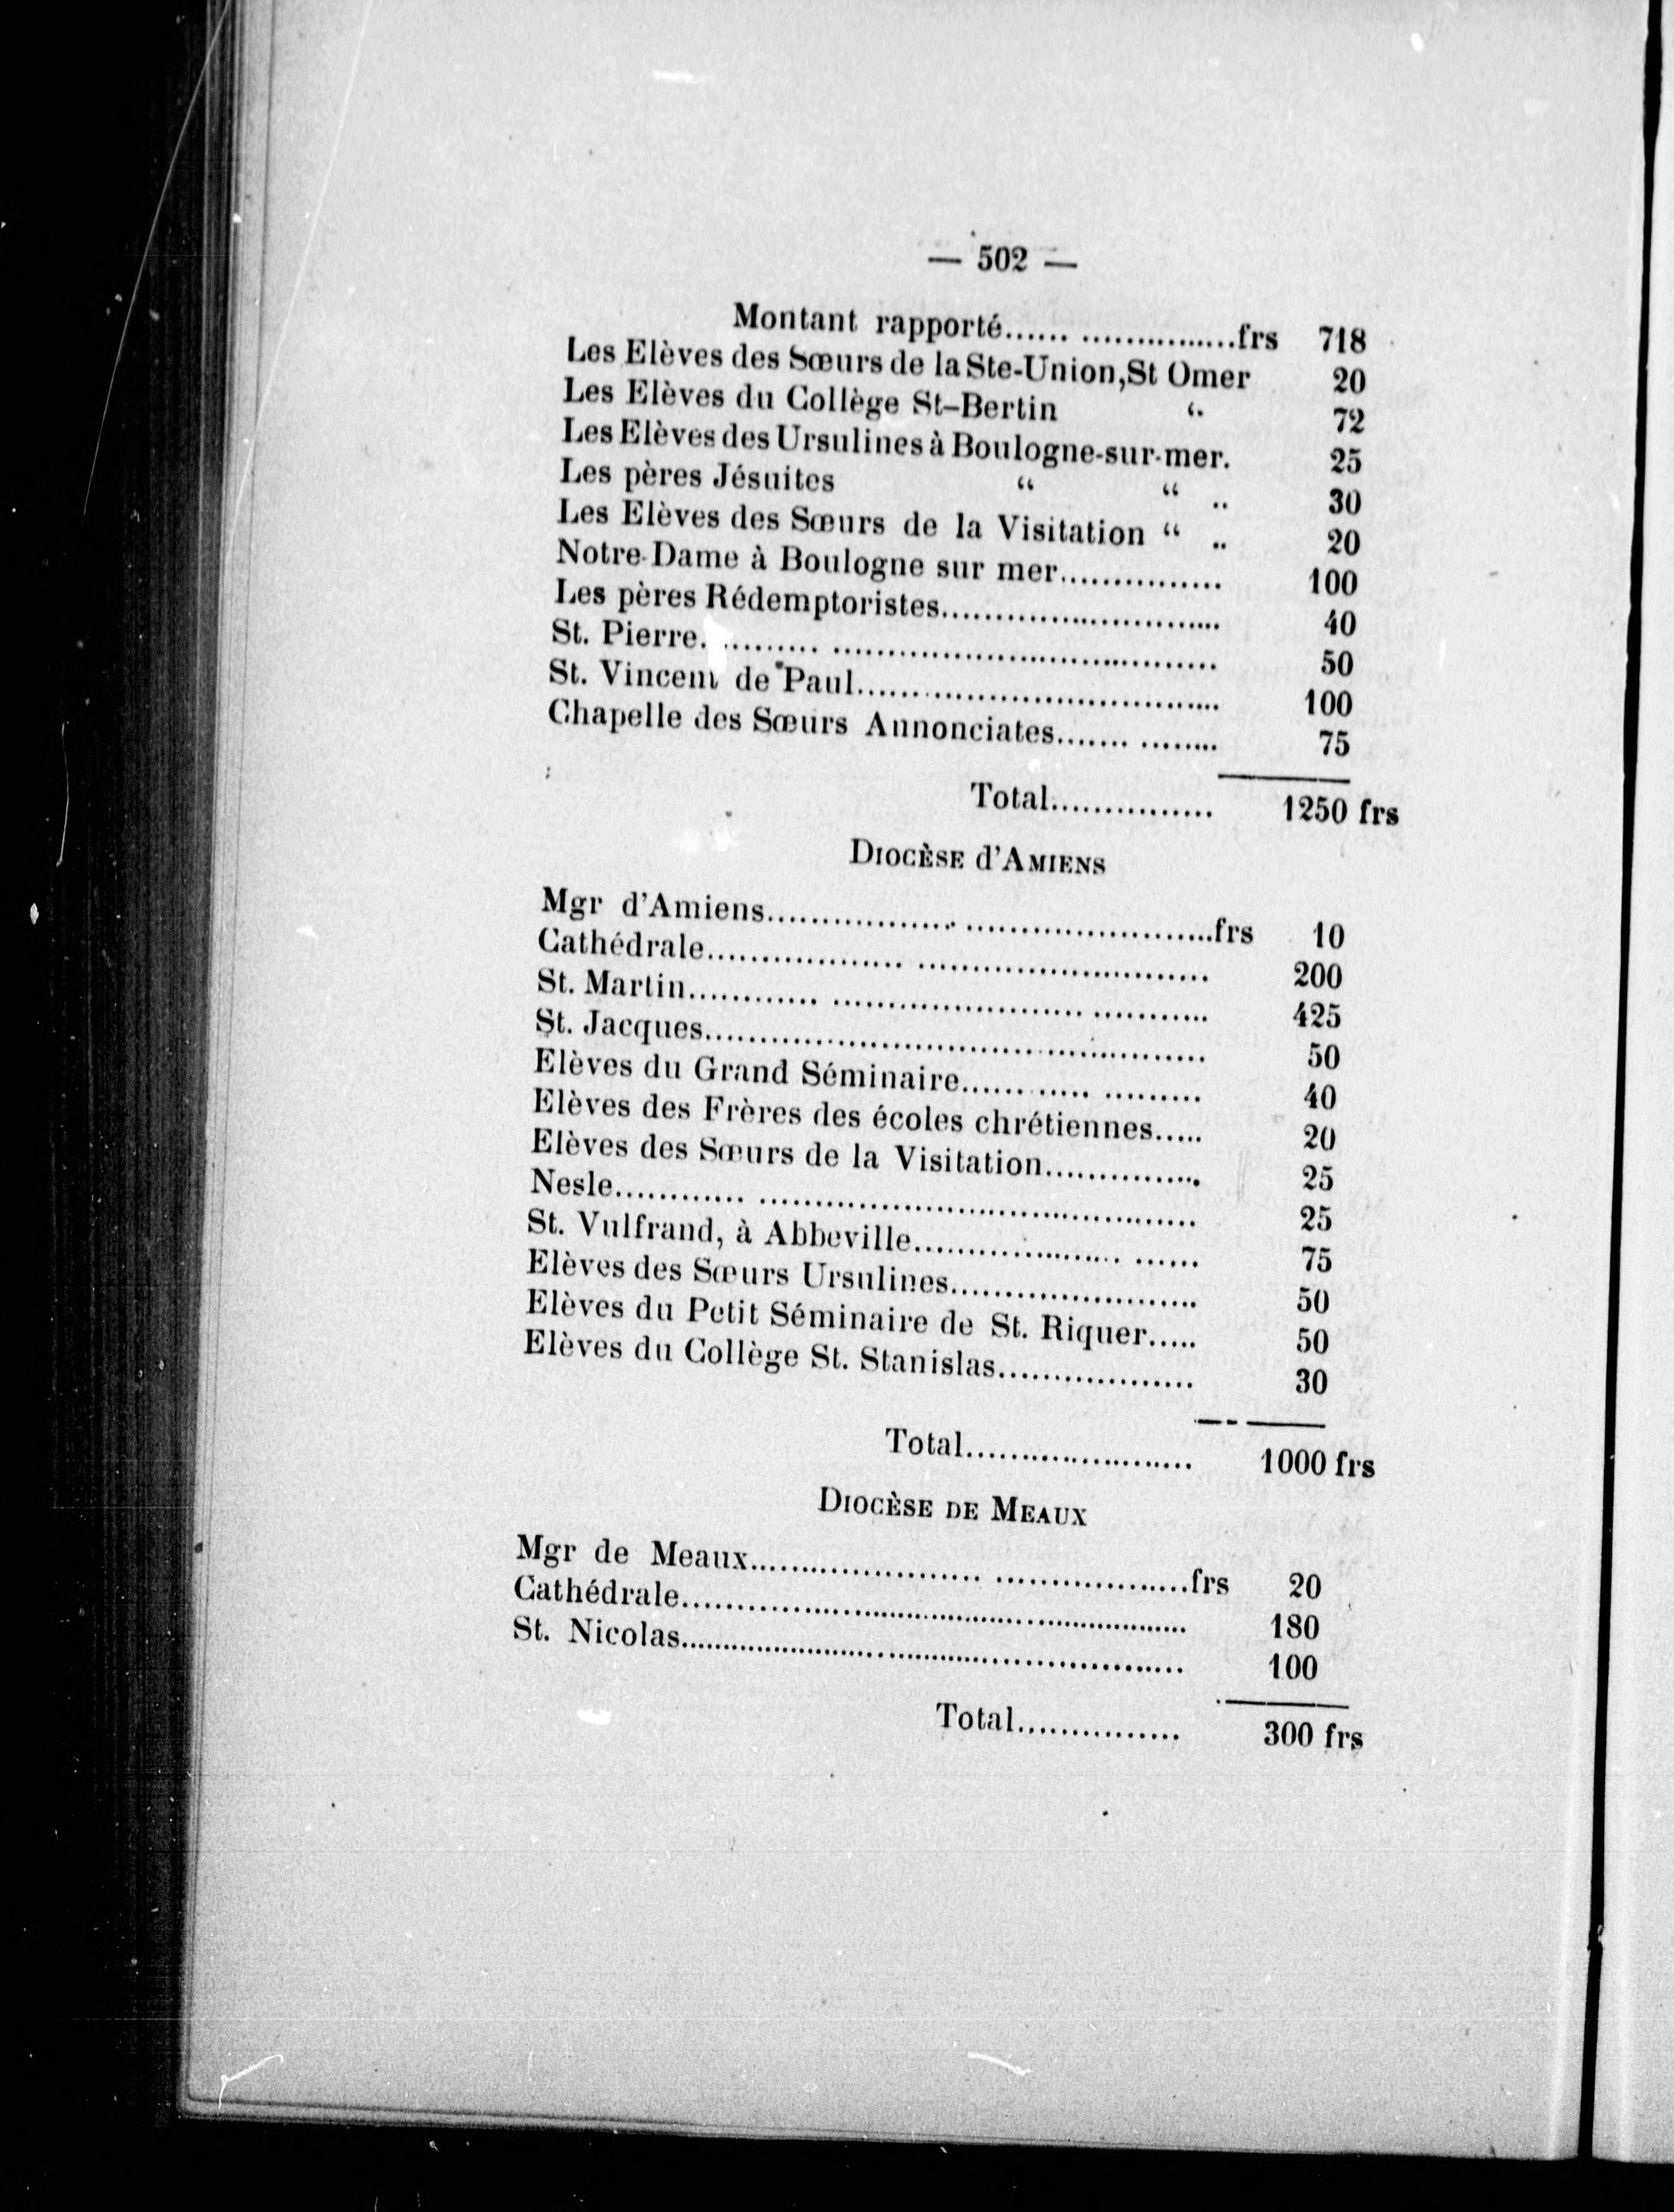 — 502 —
Montant rapporté.....................frs 718
Les Elèves des Sœurs de la Ste-Union,St Omer 20
Les Elèves du Collège St-Bertin “ 72
Les Elèves des Ursulines à Boulogne-sur-mer. 25
Les pères Jésuites “ “ .. 30
Les Elèves des Sœurs de la Visitation “ .. 20
Notre-Dame à Boulogne sur mer............... 100
Les pères Rédemptoristes.......................... 40
St. Pierre............................................... 50
St. Vincent de Paul.................................. 100
Chapelle des Sœurs Annonciates............... 75
Total............... 1250 frs
DIOCÈSE d'AMIENS
Mgr d'Amiens.........................................frs 10
Cathédrale.............................................. 200
St. Martin............................................... 425
St. Jacques.............................................. 50
Elèves du Grand Séminaire...................... 40
Elèves des Frères des écoles chrétiennes..... 20
Elèves des Sœurs de la Visitation............... 25
Nesle..................................................... 25
St. Vulfrand, à Abbeville.......................... 75
Elèves des Sœurs Ursulines....................... 50
Elèves du Petit Séminaire de St. Riquer..... 50
Elèves du Collège St. Stanislas.................. 30
Total..................... 1000 frs
DIOCÈSE DE MEAUX
Mgr de Meaux........................................frs 20
Cathédrale.............................................. 180
St. Nicolas.............................................. 100
Total............... 300 frs